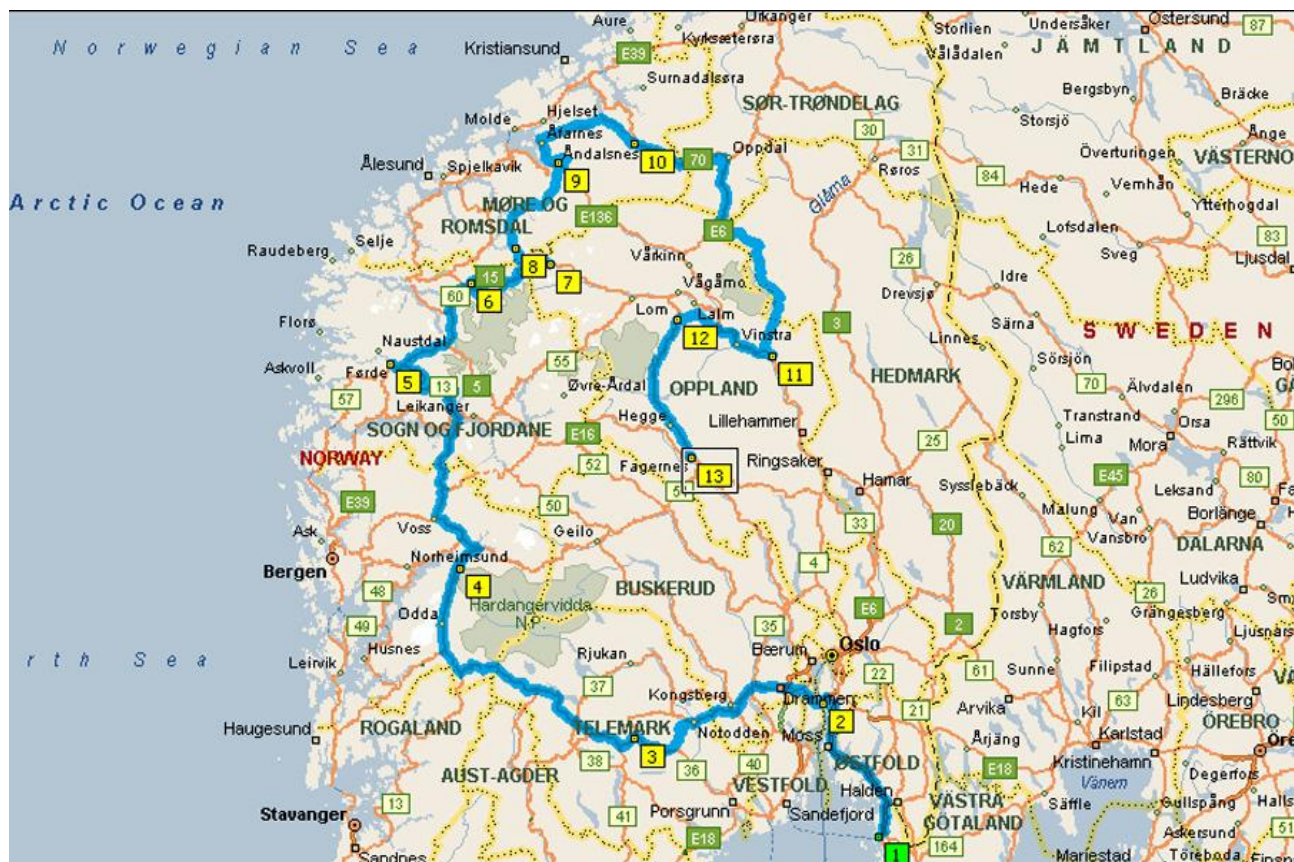 Aure
Kyrksæterøra
Orkanger
Storlien
Undersåker
Östersund
87
Norwegian Sea
Kristiansund
E39
Vålådalen
JÄMTLAND
Surnadalsøra
Bergsbyn
Bräcke
SØR-TRØNDELAG
Hjelset
Molde
Åfarnes
30
Storsjö
Ånge
Åndalsnes
10
70
Oppdal
31
Överturingen
VÄSTERNO
Ålesund
Spjelkavik
9
Røros
84
Hede
Vemhån
Arctic Ocean
MØRE OG
ROMSDAL
E136
Glåma
Ytterhogdal
Selje
E6
Lofsdalen
83
Raudeberg
Vårkinn
26
Sveg
Ljusdal
8
7
15
Vågåmo
Idre
60
6
Drevsjø
Florø
Lom
Lalm
Särna
Naustdal
12
Vinstra
3
Linnes
SWEDEN
Askvoll
Førde
5
13
5
55
Øvre-Årdal
11
Sörsjön
70
Älvdalen
57
Leikanger
OPPLAND
HEDMARK
296
SOGN OG FJORDANE
Hegge
Lillehammer
Transtrand
Orsa
50
E16
25
Lima
Mora
Rättvik
NORWAY
52
Fagernes
13
Ringsaker
E45
Hamar
Sysslebäck
Leksand
80
E39
50
Malung
Van
Voss
33
20
Vansbro
Borlänge
Ask
Geilo
Bergen
Norheimsund
62
DALARNA
4
4
VÄRMLAND
Ludvika
BUSKERUD
26
48
Hardangervidda
N.P.
E6
Torsby
Grängesberg
Odda
35
2
Hagfors
Ljusnars
49
Oslo
rth Sea
Husnes
Bærum
Leirvik
Rjukan
22
61
Sunne
Filipstad
Hällefors
37
Kongsberg
Drammen
63
Lindesberg
21
Arvika
Haugesund
ROGALAND
TELEMARK
Notodden
2
Kil
ÖREBRO
Moss
Karlstad
3
ØSTFOLD
Årjäng
38
36
40
Kristinehamn
AUST-AGDER
VESTFOLD
E18
Vänern
Degerfors
13
Halden
VÄSTRA
GÖTALAND
Säffle
Gullspång
Porsgrunn
Sandefjord
Stavanger
41
51
E18
1
164
Askersund
Sandnes
Mariestad
Töreboda